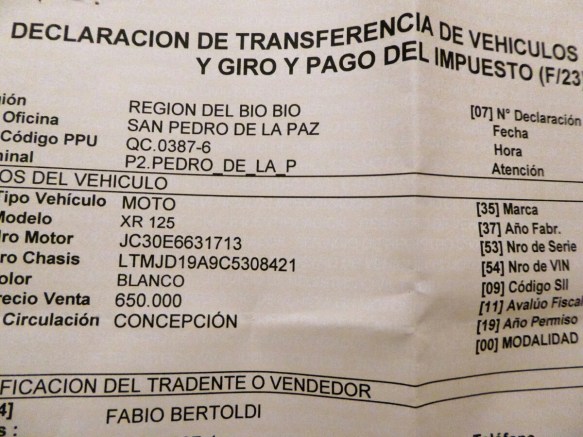 DECLARACION DE TRANSFERENCIA DE VEHICULOS
Y GIRO Y PAGO DEL IMPUESTO (F/23
ión REGION DEL BIO BIO [07] N° Declaración
Oficina SAN PEDRO DE LA PAZ Fecha
Código PPU QC.0387-6 Hora
minal P2.PEDRO_DE_LA_P Atención
OS DEL VEHICULO
Tipo Vehículo MOTO [35] Marca
Modelo XR 125 [37] Año Fabr.
ro Motor JC30E6631713 [53] Nro de Serie
ro Chasis LTMJD19A9C5308421 [54] Nro de VIN
olor BLANCO [09] Código SII
recio Venta 650.000 [11] Avalúo Fiscal
Circulación CONCEPCIÓN [19] Año Permiso
[00] MODALIDAD
IFICACION DEL TRADENTE O VENDEDOR
4] FABIO BERTOLDI
s :